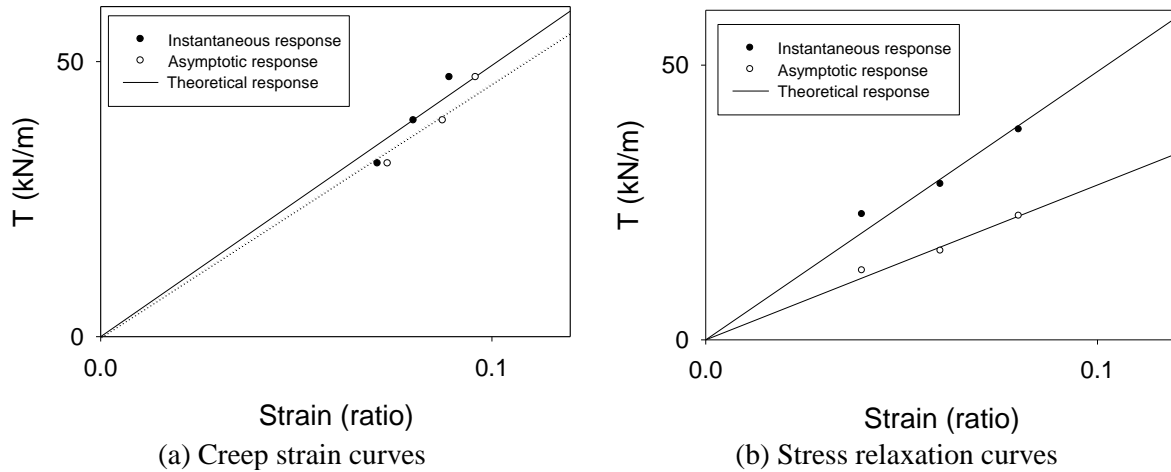 Instantaneous response
Asymptotic response
Theoretical response
50
0
0.0
0.1
T (kN/m)
Strain (ratio)
(a) Creep strain curves
Instantaneous response
Asymptotic response
Theoretical response
50
0
0.0
0.1
T (kN/m)
Strain (ratio)
(b) Stress relaxation curves